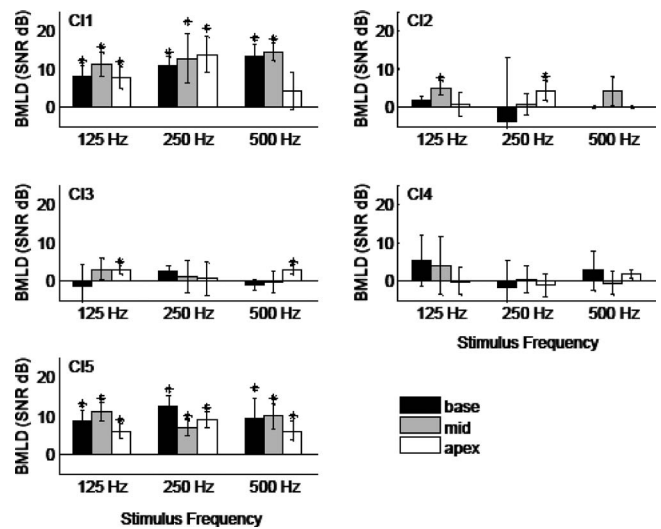 CI1
BMLD (SNR dB)
20
10
0
125 Hz 250 Hz 500 Hz
CI2
BMLD (SNR dB)
20
10
0
125 Hz 250 Hz 500 Hz
CI3
BMLD (SNR dB)
20
10
0
125 Hz 250 Hz 500 Hz
CI4
BMLD (SNR dB)
20
10
0
125 Hz 250 Hz 500 Hz
Stimulus Frequency
CI5
BMLD (SNR dB)
20
10
0
125 Hz 250 Hz 500 Hz
Stimulus Frequency
base
mid
apex